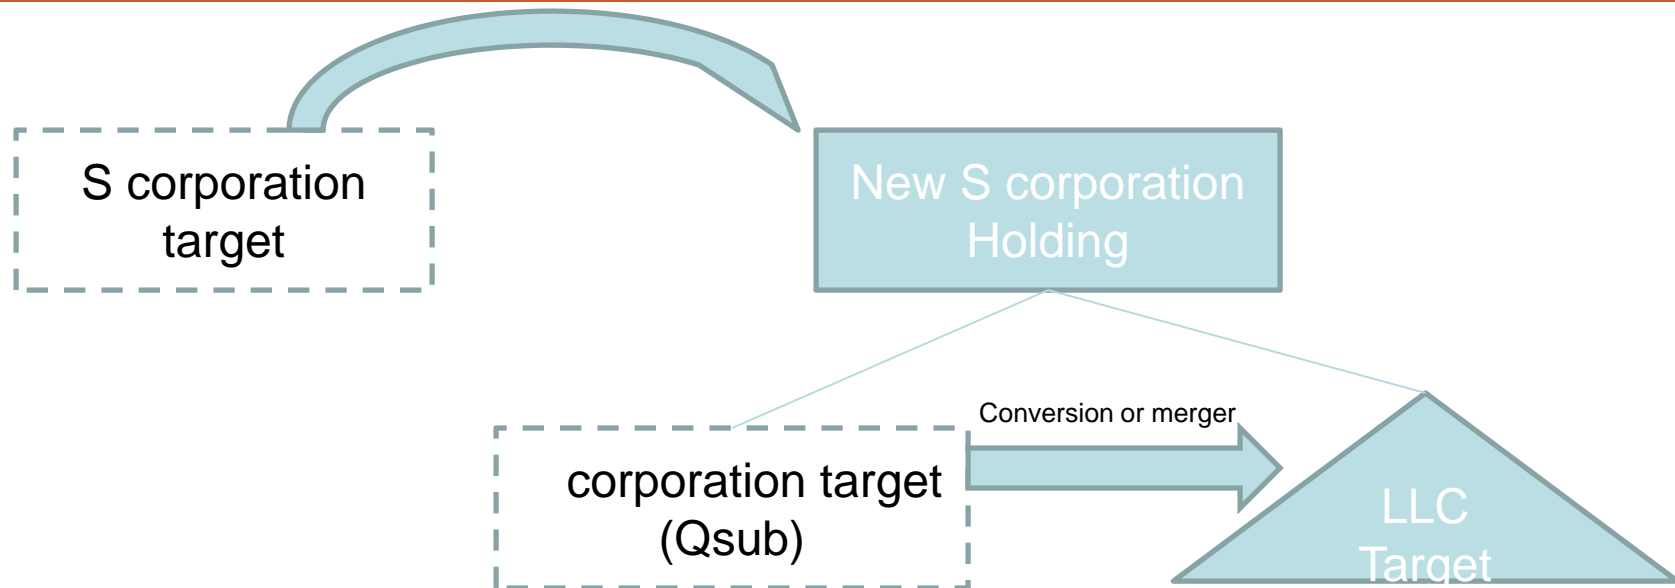 S corporation
target
New S corporation
Holding
Conversion or merger
corporation target
(Qsub)
LLC
Target